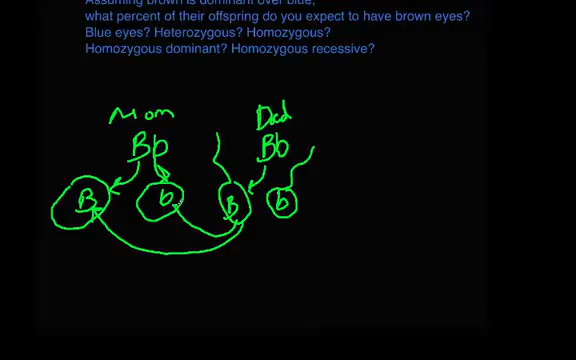 Assuming brown is dominant over blue,
what percent of their offspring do you expect to have brown eyes?
Blue eyes? Heterozygous? Homozygous?
Homozygous dominant? Homozygous recessive?
Mom Dad
Bb Bb
B b B b